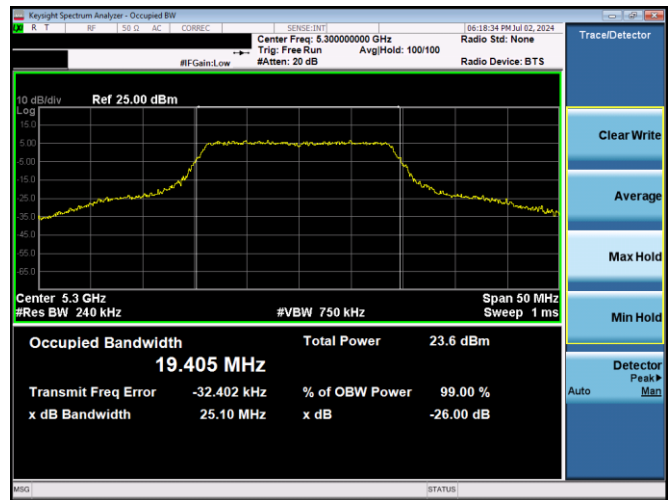 Keysight Spectrum Analyzer - Occupied BW
R T RF 50 Ω AC CORREC SENSE:INT 06:18:34 PM Jul 02, 2024
Center Freq: 5.300000000 GHz Radio Std: None
Trig: Free Run Avg|Hold: 100/100
#IFGain:Low #Atten: 20 dB Radio Device: BTS
Trace/Detector
10 dB/div Ref 25.00 dBm
Log
15.0
5.00
-5.00
-15.0
-25.0
-35.0
-45.0
-55.0
-65.0
Center 5.3 GHz Span 50 MHz
#Res BW 240 kHz #VBW 750 kHz Sweep 1 ms
Occupied Bandwidth Total Power 23.6 dBm
19.405 MHz
Transmit Freq Error -32.402 kHz % of OBW Power 99.00 %
x dB Bandwidth 25.10 MHz x dB -26.00 dB
Clear Write
Average
Max Hold
Min Hold
Detector
Peak▶
Auto Man
MSG STATUS